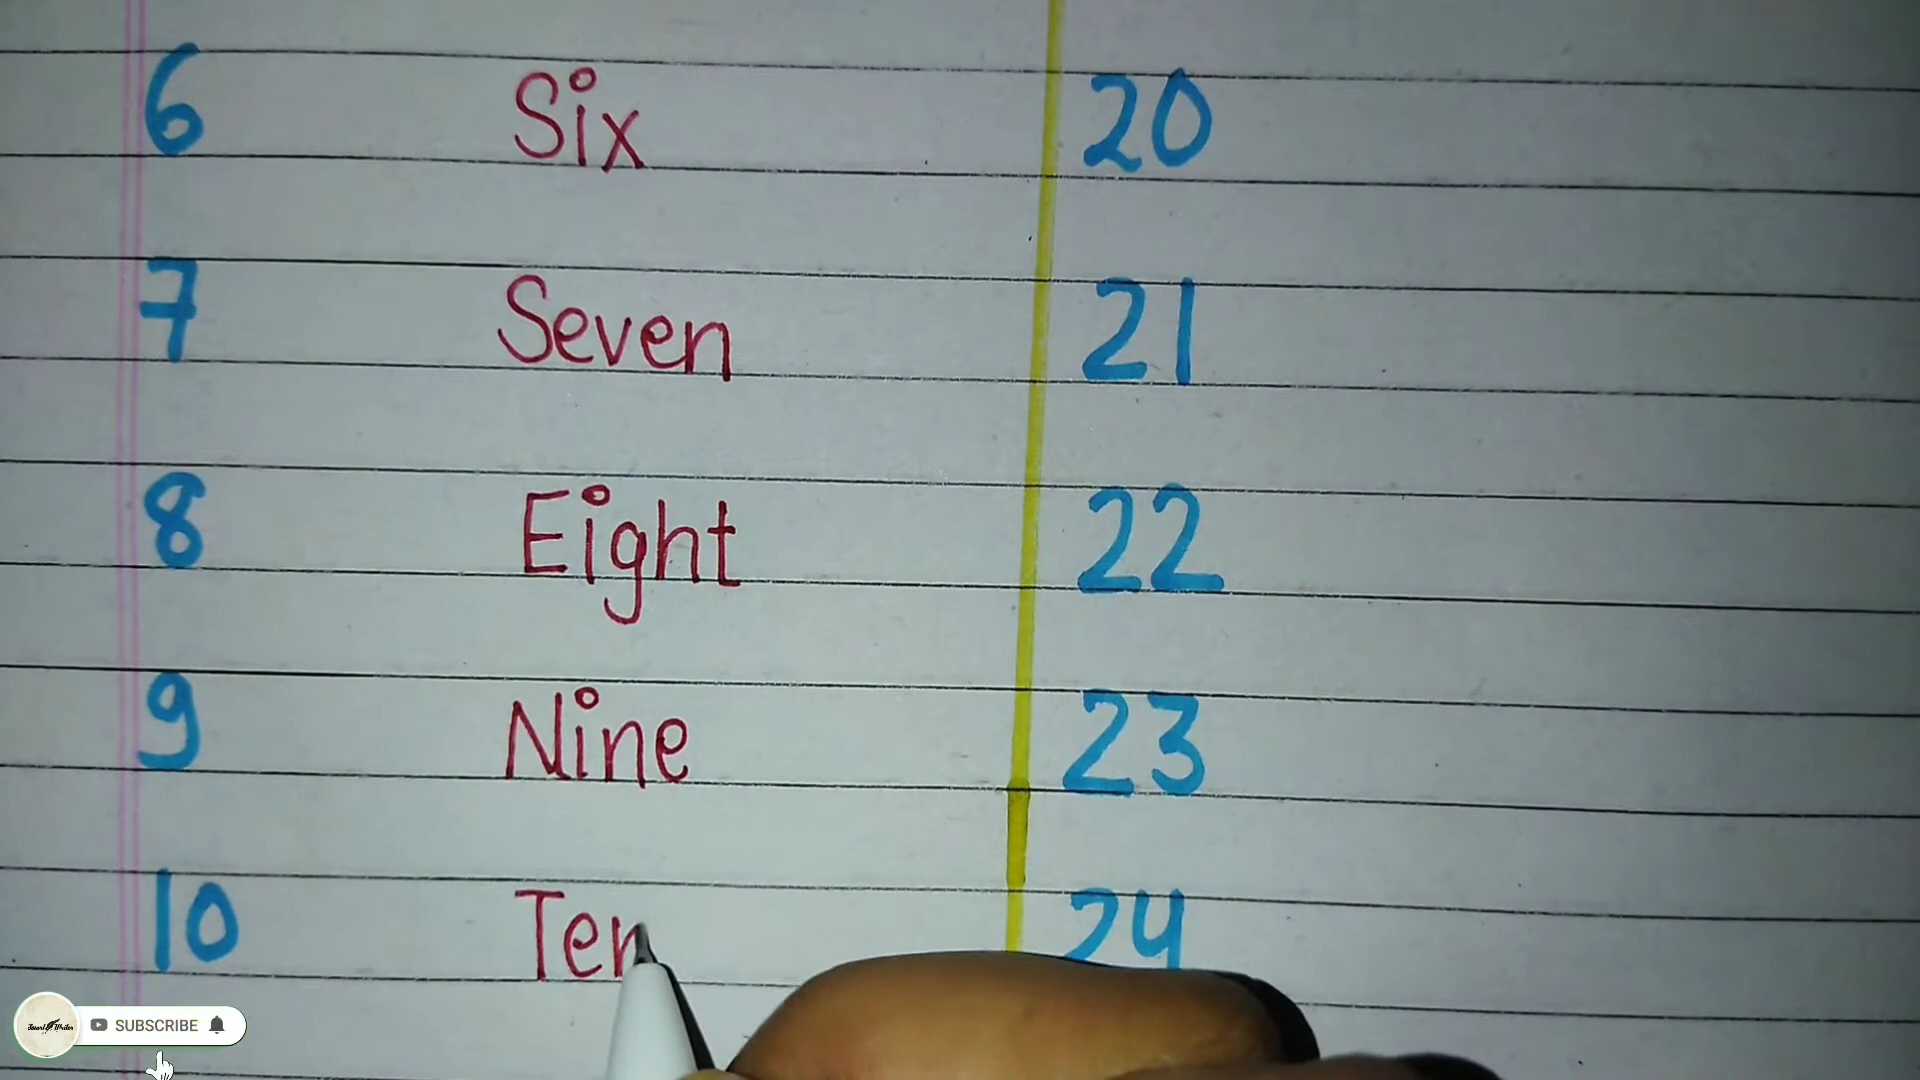 6 Six 20
7 Seven 21
8 Eight 22
9 Nine 23
10 Ten 24
SUBSCRIBE